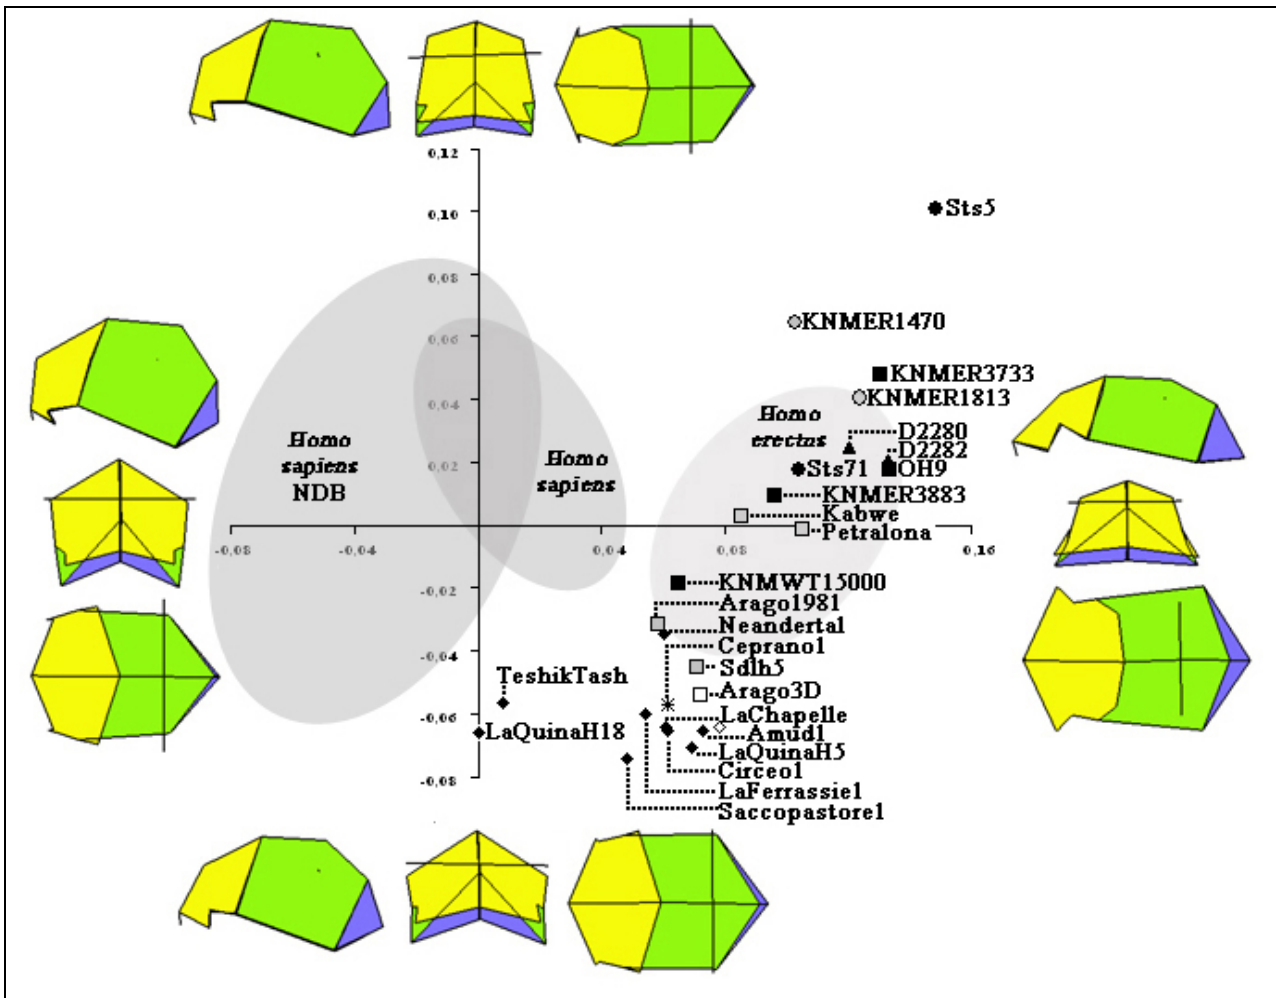 0,12
Sts5
0,10
0,08
KNMER1470
0,06
KNMER3733
0,04
KNMER1813
Homo
erectus
D2280
Homo
sapiens
NDB
Homo
sapiens
D2282
0,02
Sts71
OH9
KNMER3883
Kabwe
Petralona
-0,08
-0,04
0,04
0,08
0,16
-0,02
KNMWT15000
Arago1981
Neandertal
-0,04
Ceprano1
Sdlh5
TeshikTash
Arago3D
-0,06
LaChapelle
LaQuinaH18
Amud1
LaQuinaH5
-0,08
Circeo1
LaFerrassie1
Saccopastore1